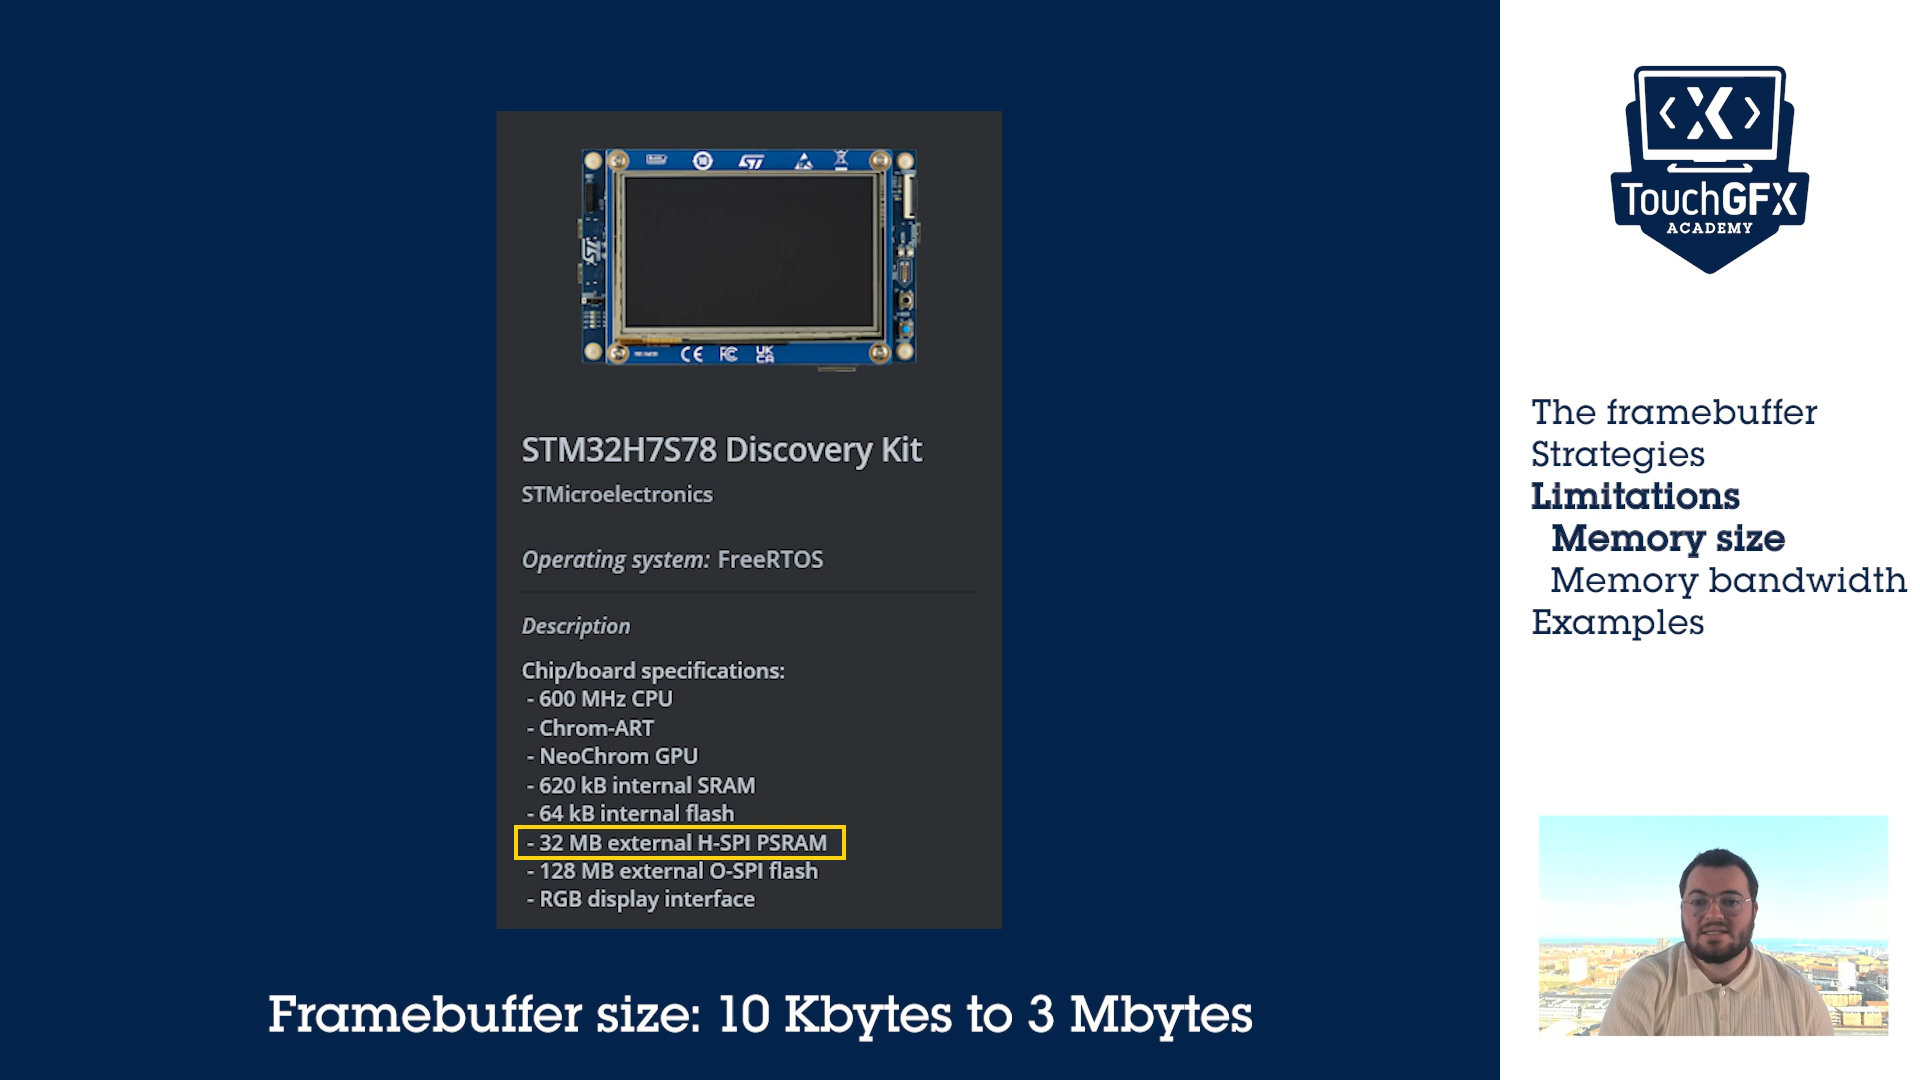 STM32H7S78 Discovery Kit
STMicroelectronics
Operating system: FreeRTOS
Description
Chip/board specifications:
- 600 MHz CPU
- Chrom-ART
- NeoChrom GPU
- 620 kB internal SRAM
- 64 kB internal flash
- 32 MB external H-SPI PSRAM
- 128 MB external O-SPI flash
- RGB display interface
Framebuffer size: 10 Kbytes to 3 Mbytes
TouchGFX
ACADEMY
The framebuffer
Strategies
Limitations
Memory size
Memory bandwidth
Examples